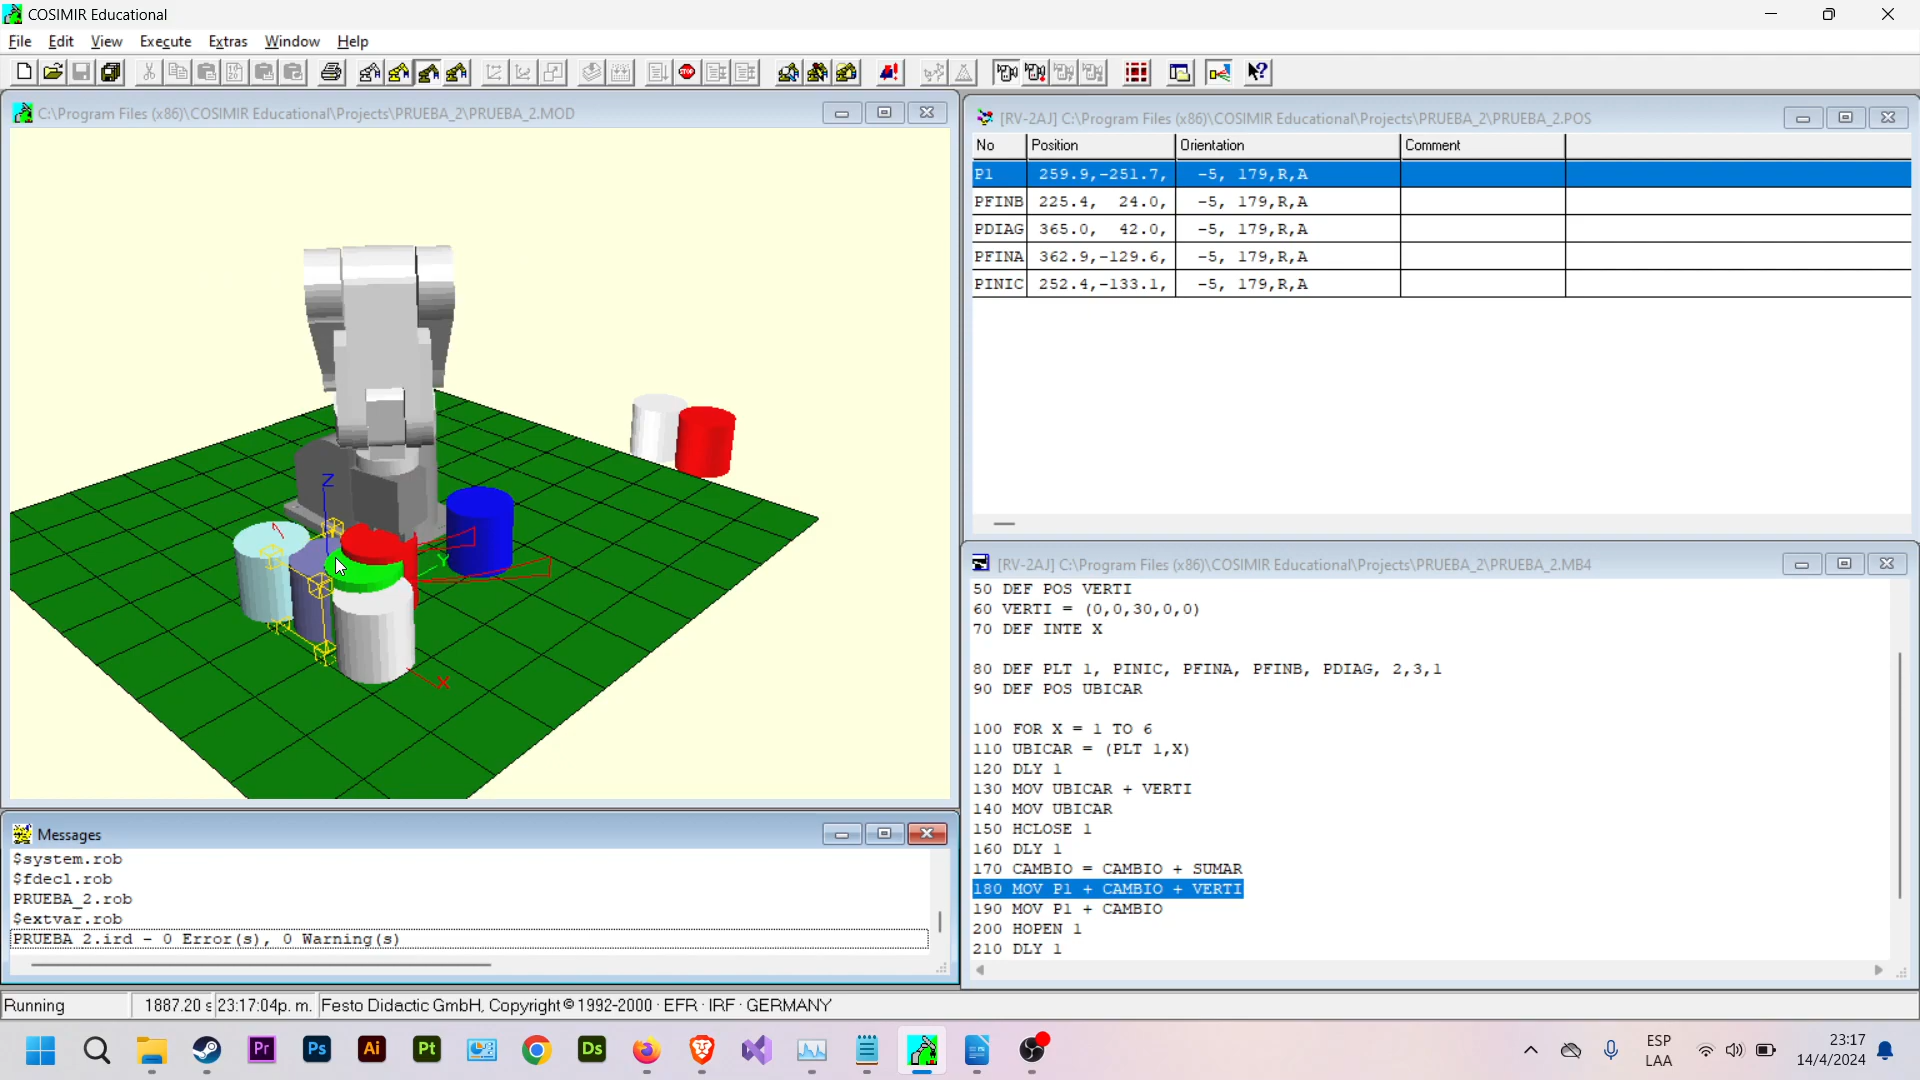 COSIMIR Educational
File Edit View Execute Extras Window Help
C:\Program Files (x86)\COSIMIR Educational\Projects\PRUEBA_2\PRUEBA_2.MOD
Z
Y
X
[RV-2AJ] C:\Program Files (x86)\COSIMIR Educational\Projects\PRUEBA_2\PRUEBA_2.POS
No Position Orientation Comment
P1 259.9,-251.7, -5, 179,R,A
PFINB 225.4, 24.0, -5, 179,R,A
PDIAG 365.0, 42.0, -5, 179,R,A
PFINA 362.9,-129.6, -5, 179,R,A
PINIC 252.4,-133.1, -5, 179,R,A
[RV-2AJ] C:\Program Files (x86)\COSIMIR Educational\Projects\PRUEBA_2\PRUEBA_2.MB4
50 DEF POS VERTI
60 VERTI = (0,0,30,0,0)
70 DEF INTE X
80 DEF PLT 1, PINIC, PFINA, PFINB, PDIAG, 2,3,1
90 DEF POS UBICAR
100 FOR X = 1 TO 6
110 UBICAR = (PLT 1,X)
120 DLY 1
130 MOV UBICAR + VERTI
140 MOV UBICAR
150 HCLOSE 1
160 DLY 1
170 CAMBIO = CAMBIO + SUMAR
180 MOV P1 + CAMBIO + VERTI
190 MOV P1 + CAMBIO
200 HOPEN 1
210 DLY 1
Messages
$system.rob
$fdecl.rob
PRUEBA_2.rob
$extvar.rob
PRUEBA_2.ird - 0 Error(s), 0 Warning(s)
Running 1887.20 s 23:17:04p. m. Festo Didactic GmbH, Copyright © 1992-2000 · EFR · IRF · GERMANY
Pr Ps Ai Pt Ds
ESP
LAA
23:17
14/4/2024